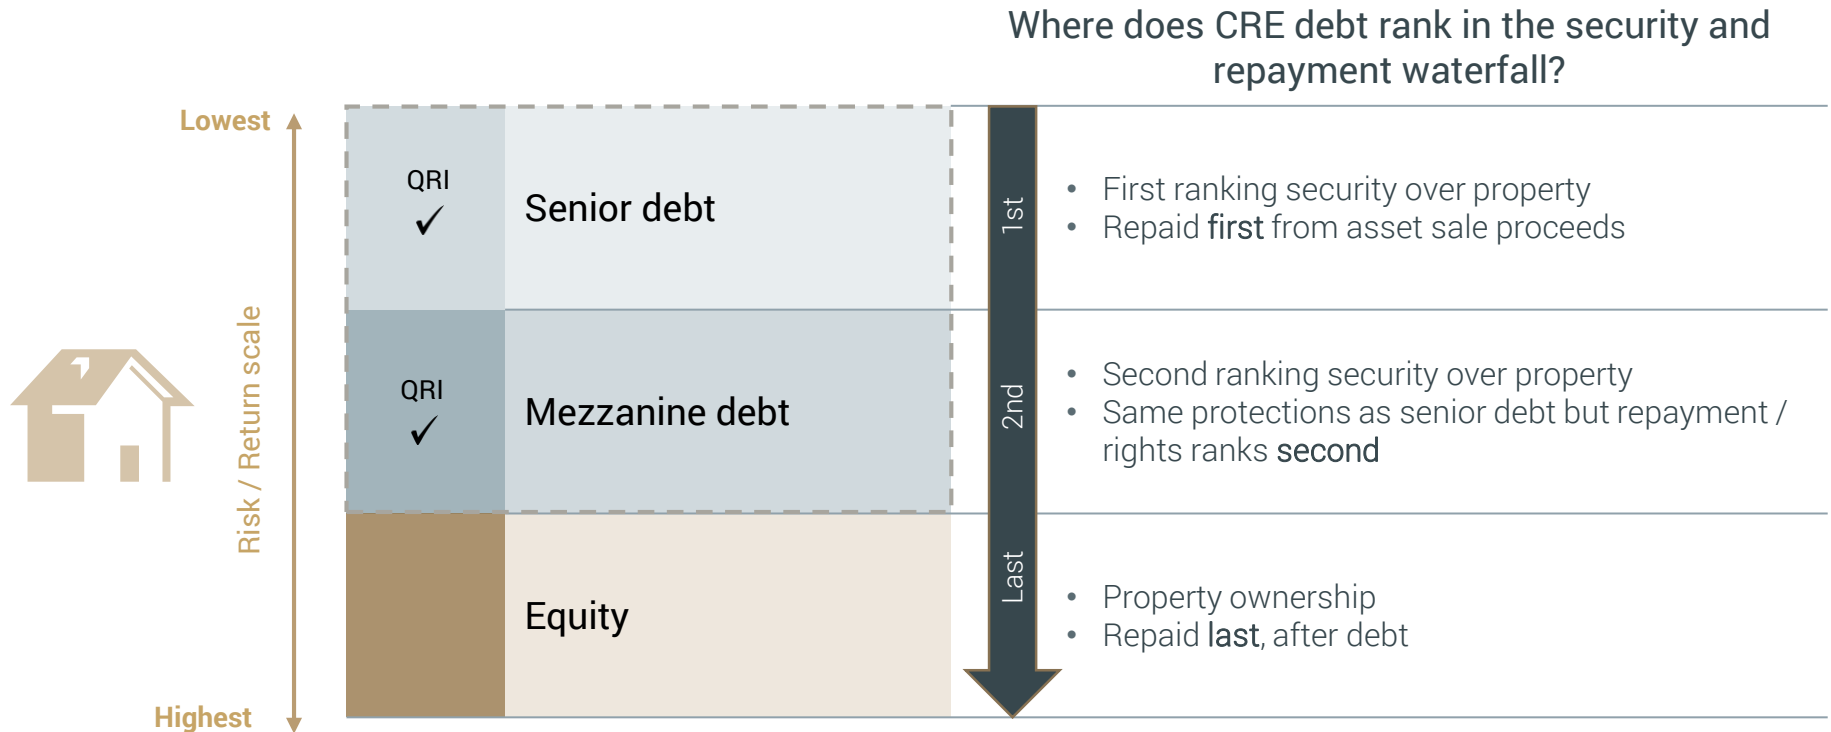 Where does CRE debt rank in the security and
repayment waterfall?
Lowest
Risk / Return scale
Highest
QRI
✓
Senior debt
1st
• First ranking security over property
• Repaid first from asset sale proceeds
QRI
✓
Mezzanine debt
2nd
• Second ranking security over property
• Same protections as senior debt but repayment /
rights ranks second
Equity
Last
• Property ownership
• Repaid last, after debt